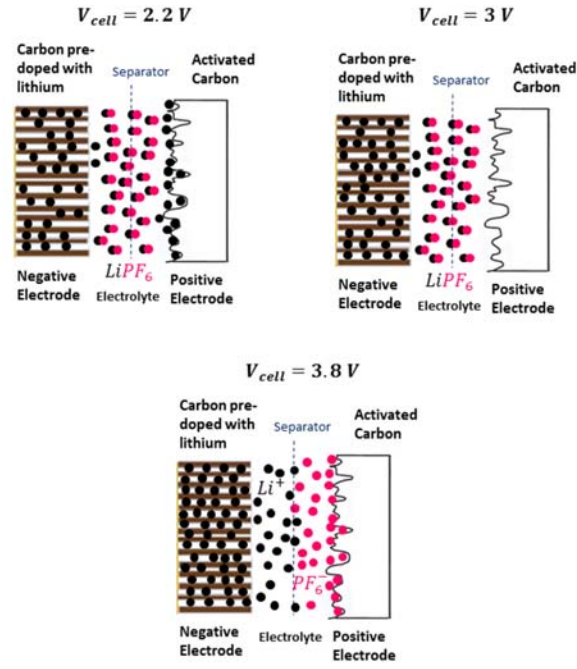 V_cell = 2.2 V
Carbon pre-
doped with
lithium
Separator
Activated
Carbon
Negative
Electrode
LiPF₆
Electrolyte
Positive
Electrode
V_cell = 3 V
Carbon pre-
doped with
lithium
Separator
Activated
Carbon
Negative
Electrode
LiPF₆
Electrolyte
Positive
Electrode
V_cell = 3.8 V
Carbon pre-
doped with
lithium
Separator
Activated
Carbon
Li⁺
PF₆⁻
Negative
Electrode
Electrolyte
Positive
Electrode